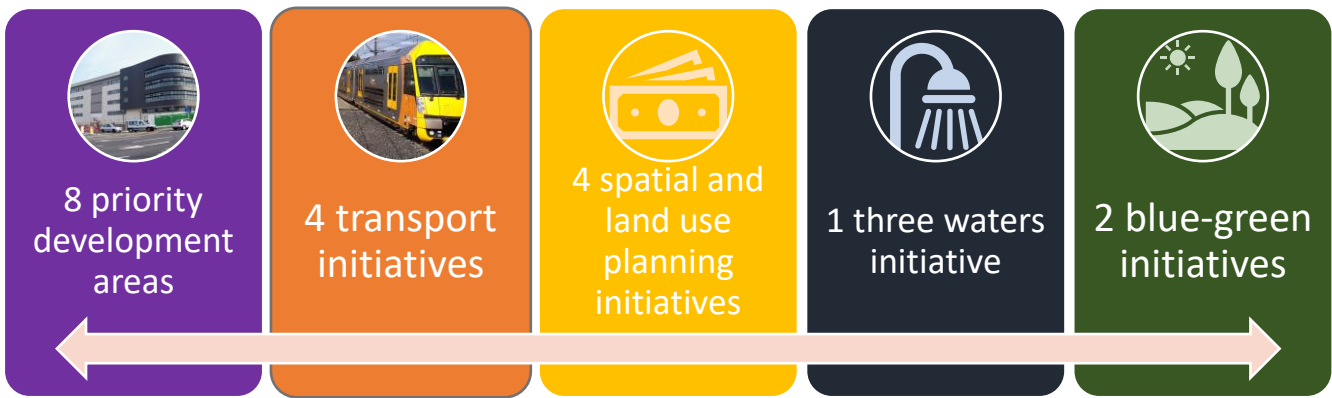 8 priority
development
areas
4 transport
initiatives
4 spatial and
land use
planning
initiatives
1 three waters
initiative
2 blue-green
initiatives